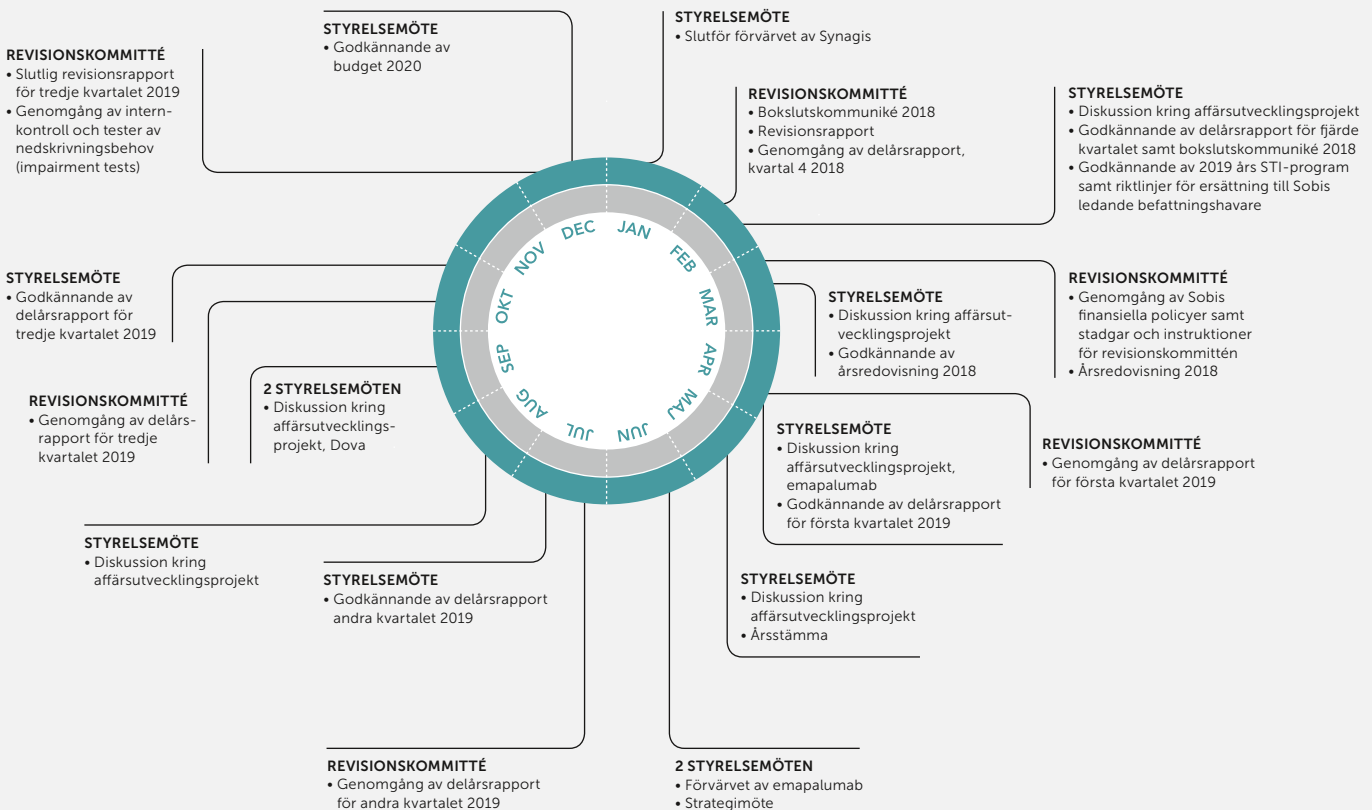 STYRELSEMÖTE
• Slutför förvärvet av Synagis
REVISIONSKOMMITTÉ
• Bokslutskommuniké 2018
• Revisionsrapport
• Genomgång av delårsrapport,
kvartal 4 2018
STYRELSEMÖTE
• Diskussion kring affärsutvecklingsprojekt
• Godkännande av delårsrapport för fjärde
kvartalet samt bokslutskommuniké 2018
• Godkännande av 2019 års STI-program
samt riktlinjer för ersättning till Sobis
ledande befattningshavare
REVISIONSKOMMITTÉ
• Genomgång av Sobis
finansiella policyer samt
stadgar och instruktioner
för revisionskommittén
• Årsredovisning 2018
STYRELSEMÖTE
• Diskussion kring affärsut-
vecklingsprojekt
• Godkännande av
årsredovisning 2018
REVISIONSKOMMITTÉ
• Genomgång av delårsrapport
för första kvartalet 2019
STYRELSEMÖTE
• Diskussion kring
affärsutvecklingsprojekt,
emapalumab
• Godkännande av delårsrapport
för första kvartalet 2019
STYRELSEMÖTE
• Diskussion kring
affärsutvecklingsprojekt
• Årsstämma
2 STYRELSEMÖTEN
• Förvärvet av emapalumab
• Strategimöte
REVISIONSKOMMITTÉ
• Genomgång av delårsrapport
för andra kvartalet 2019
STYRELSEMÖTE
• Godkännande av delårsrapport
andra kvartalet 2019
STYRELSEMÖTE
• Diskussion kring
affärsutvecklingsprojekt
2 STYRELSEMÖTEN
• Diskussion kring
affärsutvecklings-
projekt, Dova
REVISIONSKOMMITTÉ
• Genomgång av delårs-
rapport för tredje
kvartalet 2019
STYRELSEMÖTE
• Godkännande av
delårsrapport för
tredje kvartalet 2019
REVISIONSKOMMITTÉ
• Slutlig revisionsrapport
för tredje kvartalet 2019
• Genomgång av intern-
kontroll och tester av
nedskrivningsbehov
(impairment tests)
STYRELSEMÖTE
• Godkännande av
budget 2020
JAN
FEB
MAR
APR
MAJ
JUN
JUL
AUG
SEP
OKT
NOV
DEC